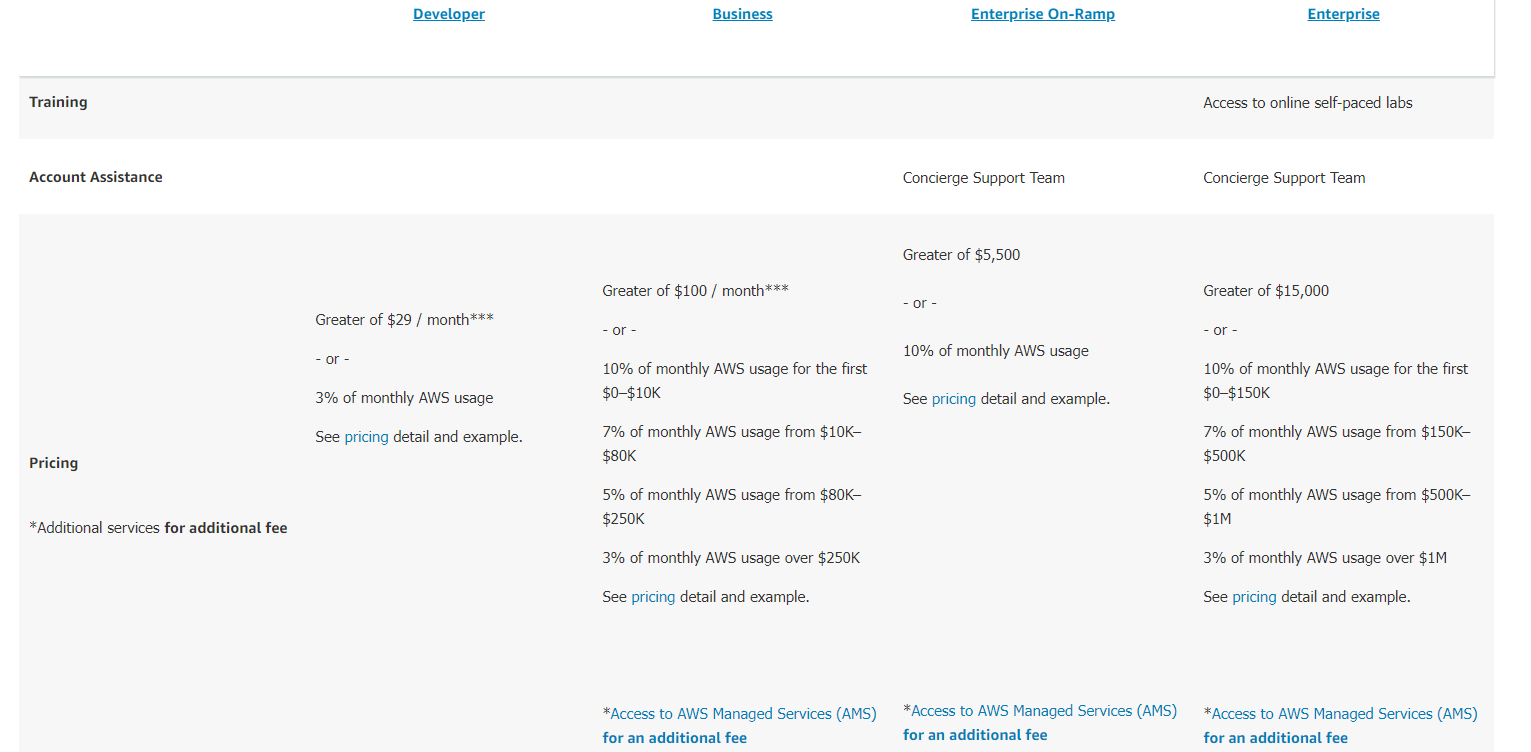 Developer
Business
Enterprise On-Ramp
Enterprise
Training
Access to online self-paced labs
Account Assistance
Concierge Support Team
Concierge Support Team
Pricing
*Additional services for additional fee
Greater of $29 / month***
- or -
3% of monthly AWS usage
See pricing detail and example.
Greater of $100 / month***
- or -
10% of monthly AWS usage for the first
$0–$10K
7% of monthly AWS usage from $10K–
$80K
5% of monthly AWS usage from $80K–
$250K
3% of monthly AWS usage over $250K
See pricing detail and example.
*Access to AWS Managed Services (AMS)
for an additional fee
Greater of $5,500
- or -
10% of monthly AWS usage
See pricing detail and example.
*Access to AWS Managed Services (AMS)
for an additional fee
Greater of $15,000
- or -
10% of monthly AWS usage for the first
$0–$150K
7% of monthly AWS usage from $150K–
$500K
5% of monthly AWS usage from $500K–
$1M
3% of monthly AWS usage over $1M
See pricing detail and example.
*Access to AWS Managed Services (AMS)
for an additional fee